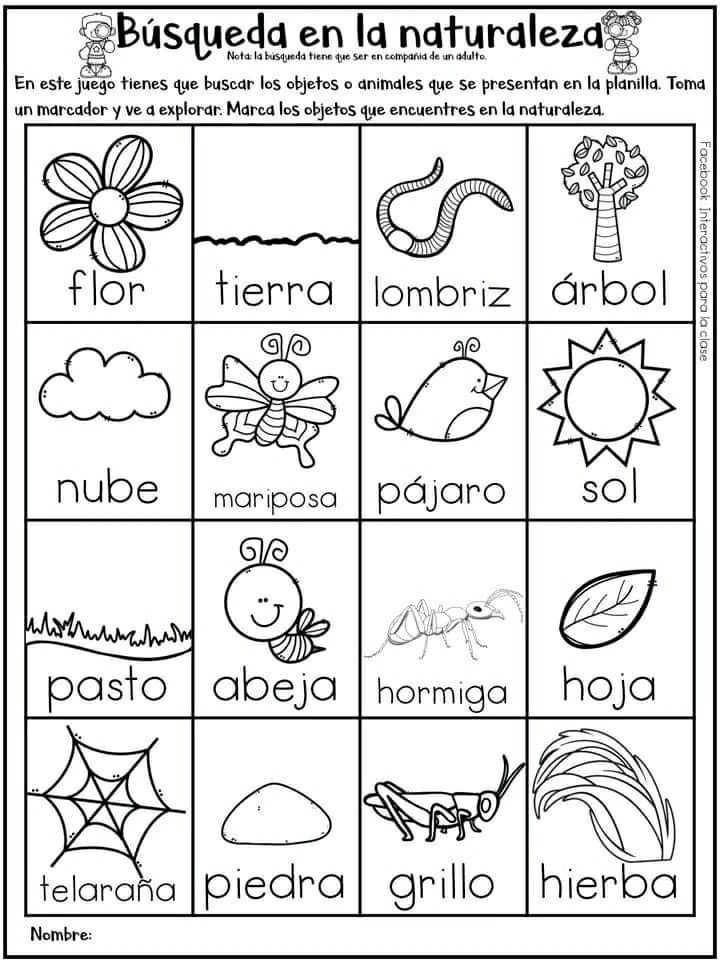 Búsqueda en la naturaleza
Nota: la búsqueda tiene que ser en compañía de un adulto.
En este juego tienes que buscar los objetos o animales que se presentan en la planilla. Toma
un marcador y ve a explorar. Marca los objetos que encuentres en la naturaleza.
flor
tierra
lombriz
árbol
nube
mariposa
pájaro
sol
pasto
abeja
hormiga
hoja
telaraña
piedra
grillo
hierba
Nombre:
Facebook Interactivos para la clase